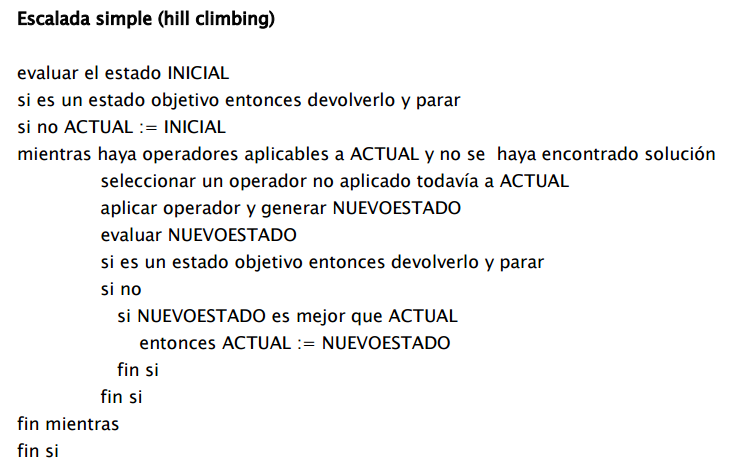 Escalada simple (hill climbing)
evaluar el estado INICIAL
si es un estado objetivo entonces devolverlo y parar
si no ACTUAL := INICIAL
mientras haya operadores aplicables a ACTUAL y no se haya encontrado solución
seleccionar un operador no aplicado todavía a ACTUAL
aplicar operador y generar NUEVOESTADO
evaluar NUEVOESTADO
si es un estado objetivo entonces devolverlo y parar
si no
si NUEVOESTADO es mejor que ACTUAL
entonces ACTUAL := NUEVOESTADO
fin si
fin si
fin mientras
fin si